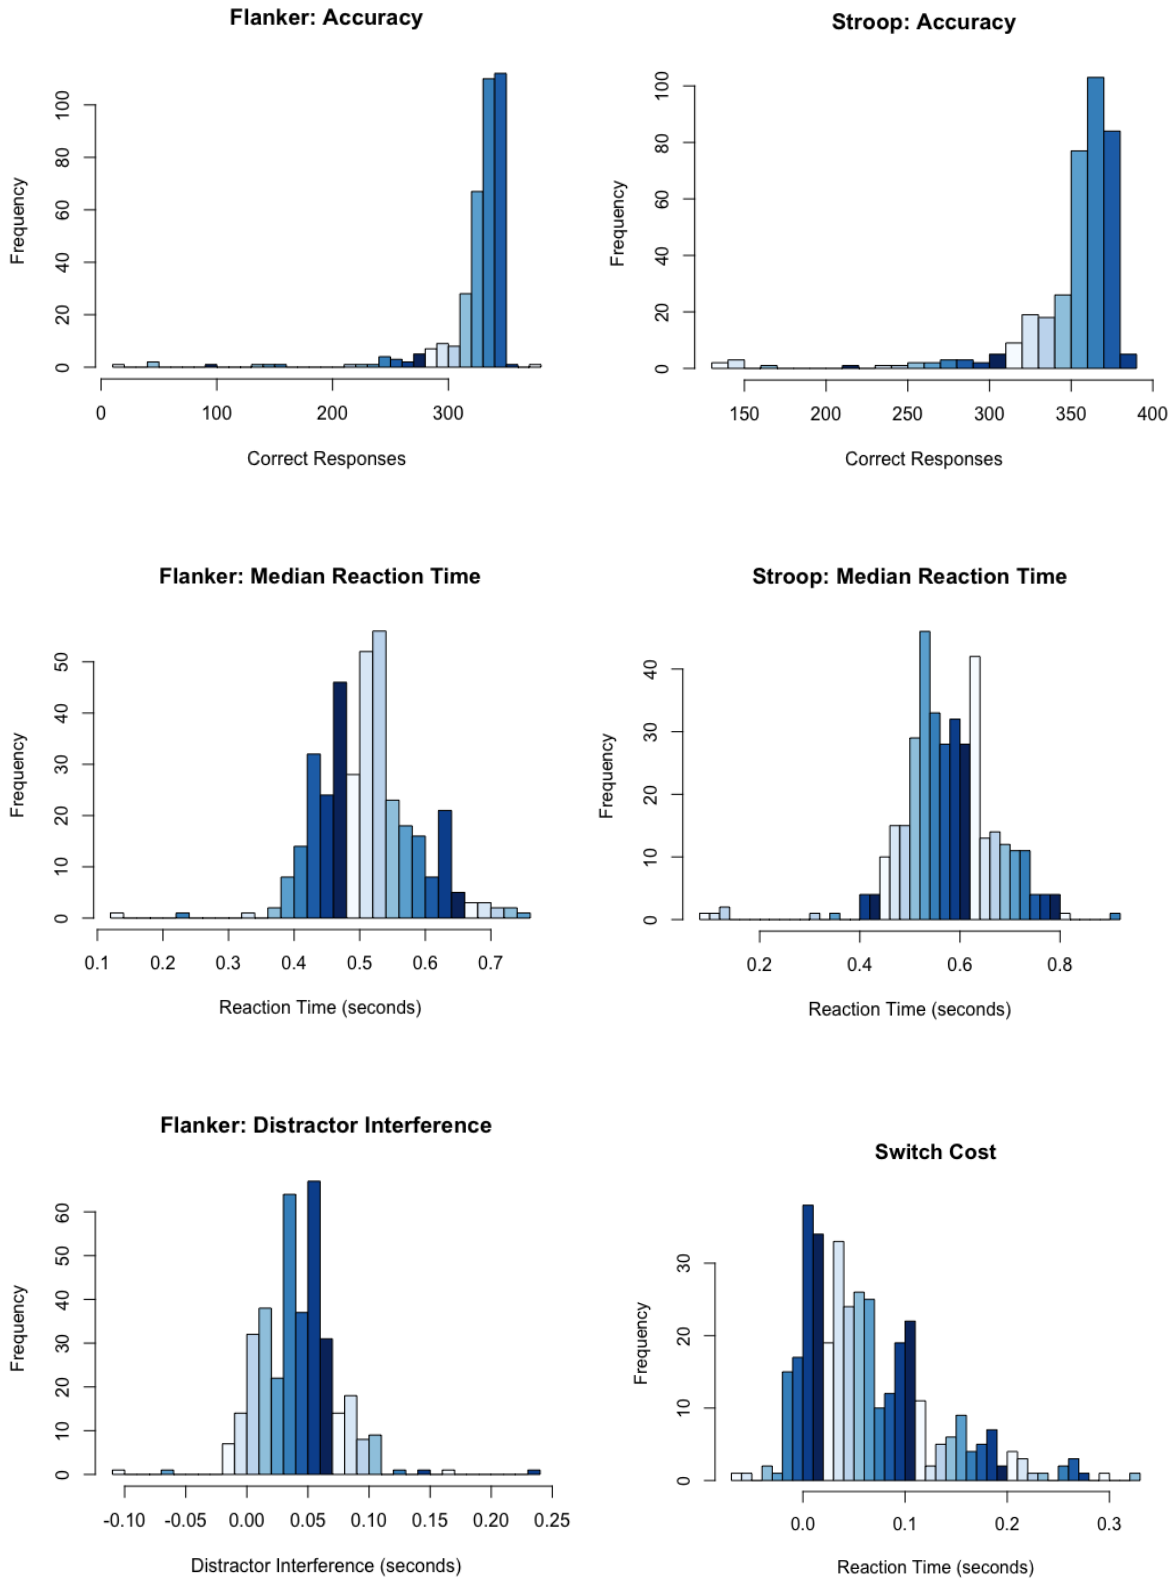 Flanker: Accuracy
Frequency
0 20 40 60 80 100
0 100 200 300
Correct Responses
Stroop: Accuracy
Frequency
0 20 40 60 80 100
150 200 250 300 350 400
Correct Responses
Flanker: Median Reaction Time
Frequency
0 10 20 30 40 50
0.1 0.2 0.3 0.4 0.5 0.6 0.7
Reaction Time (seconds)
Stroop: Median Reaction Time
Frequency
0 10 20 30 40
0.2 0.4 0.6 0.8
Reaction Time (seconds)
Flanker: Distractor Interference
Frequency
0 10 20 30 40 50 60
-0.10 -0.05 0.00 0.05 0.10 0.15 0.20 0.25
Distractor Interference (seconds)
Switch Cost
Frequency
0 10 20 30
0.0 0.1 0.2 0.3
Reaction Time (seconds)